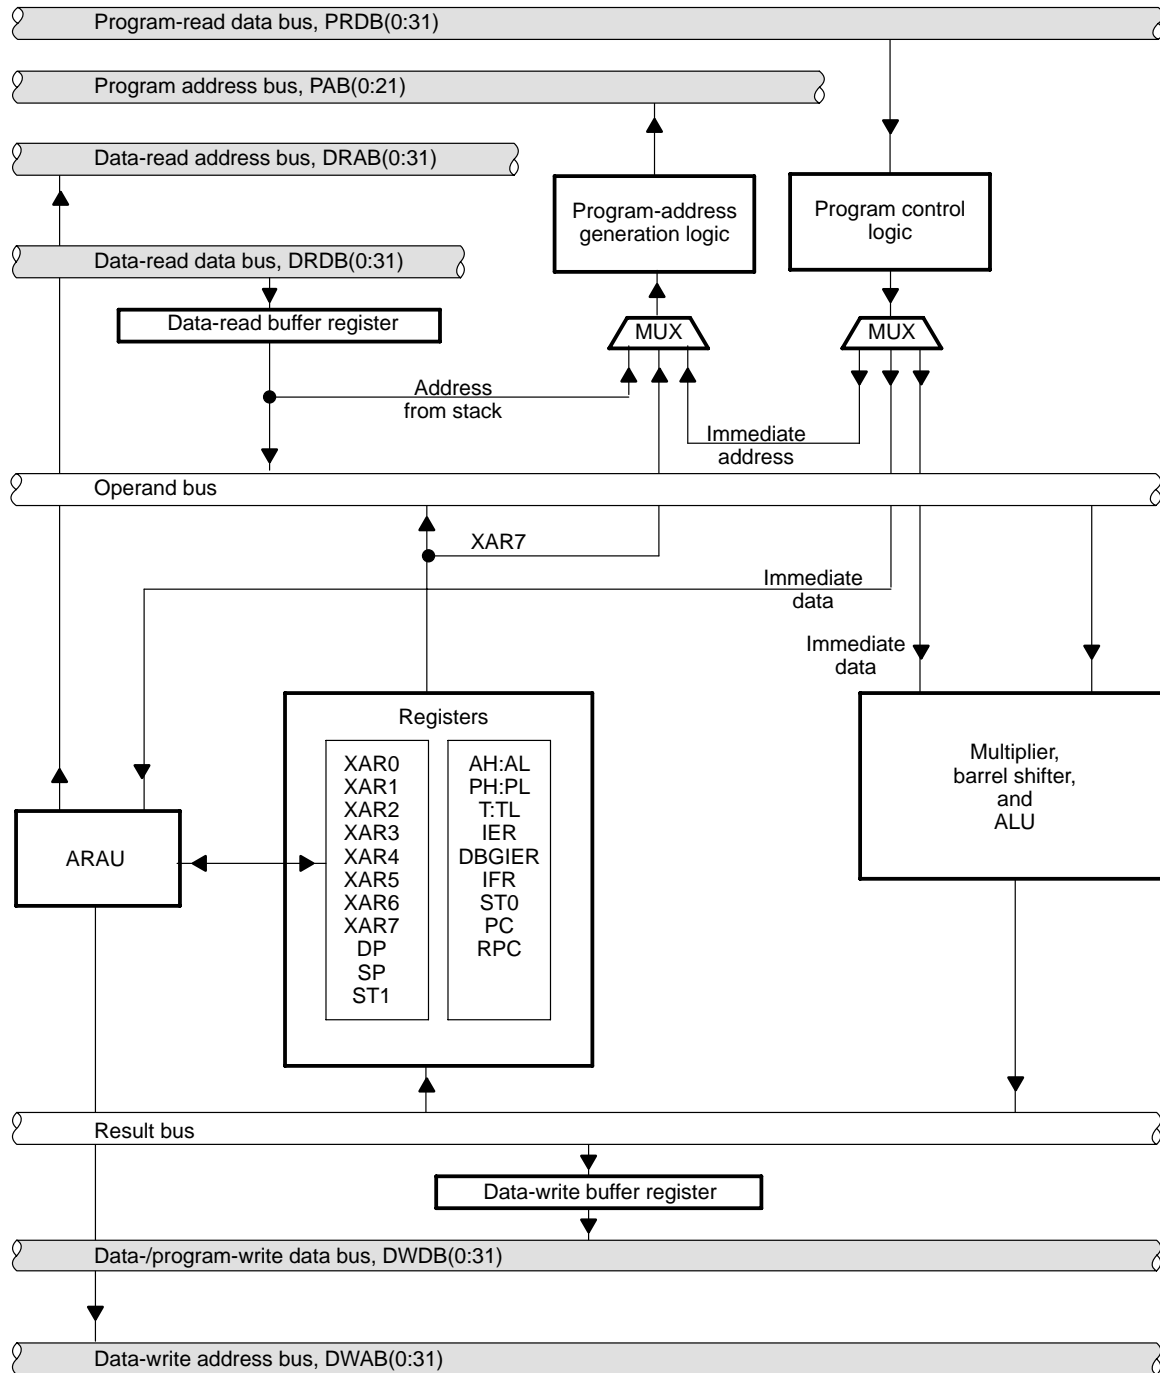 Program-read data bus, PRDB(0:31)
Program address bus, PAB(0:21)
Data-read address bus, DRAB(0:31)
Program-address
generation logic
Program control
logic
Data-read data bus, DRDB(0:31)
Data-read buffer register
MUX
MUX
Address
from stack
Immediate
address
Operand bus
XAR7
Immediate
data
Immediate
data
Registers
XAR0
XAR1
XAR2
XAR3
XAR4
XAR5
XAR6
XAR7
DP
SP
ST1
AH:AL
PH:PL
T:TL
IER
DBGIER
IFR
ST0
PC
RPC
Multiplier,
barrel shifter,
and
ALU
ARAU
Result bus
Data-write buffer register
Data-/program-write data bus, DWDB(0:31)
Data-write address bus, DWAB(0:31)